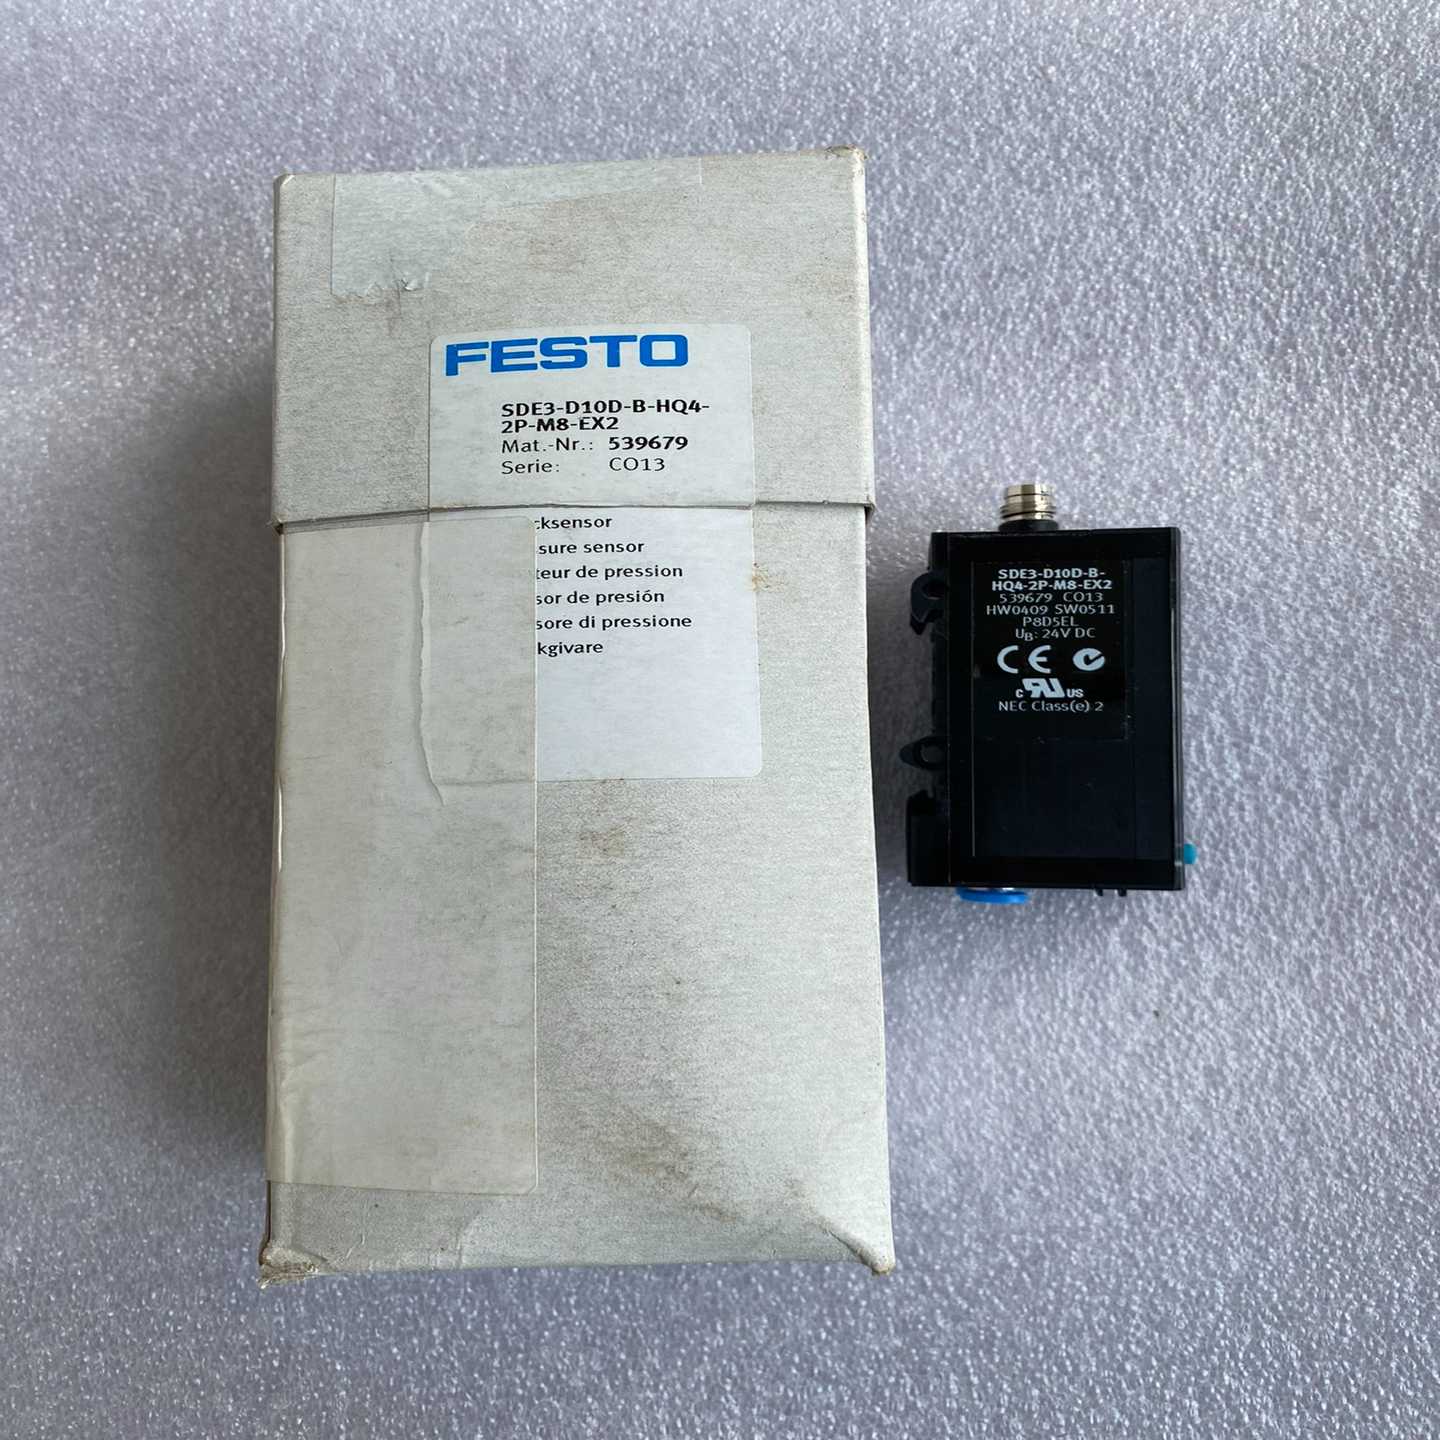 FESTO
SDE3-D10D-B-HQ4-
2P-M8-EX2
Mat.-Nr.: 539679
Serie: CO13
cksensor
sure sensor
teur de pression
sor de presión
sore di pressione
kgivare
SDE3-D10D-B-
HQ4-2P-M8-EX2
539679 CO13
HW0409 SW0511
P8D5EL
UB: 24V DC
CE
c RU us
NEC Class(e) 2